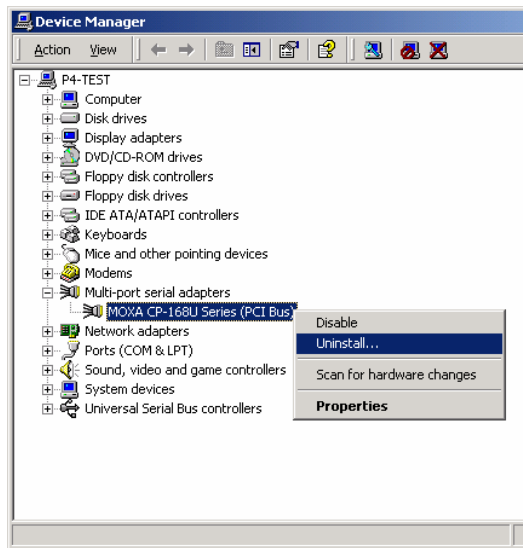 Device Manager
Action View
P4-TEST
Computer
Disk drives
Display adapters
DVD/CD-ROM drives
Floppy disk controllers
Floppy disk drives
IDE ATA/ATAPI controllers
Keyboards
Mice and other pointing devices
Modems
Multi-port serial adapters
MOXA CP-168U Series (PCI Bus)
Network adapters
Ports (COM & LPT)
Sound, video and game controllers
System devices
Universal Serial Bus controllers
Disable
Uninstall...
Scan for hardware changes
Properties